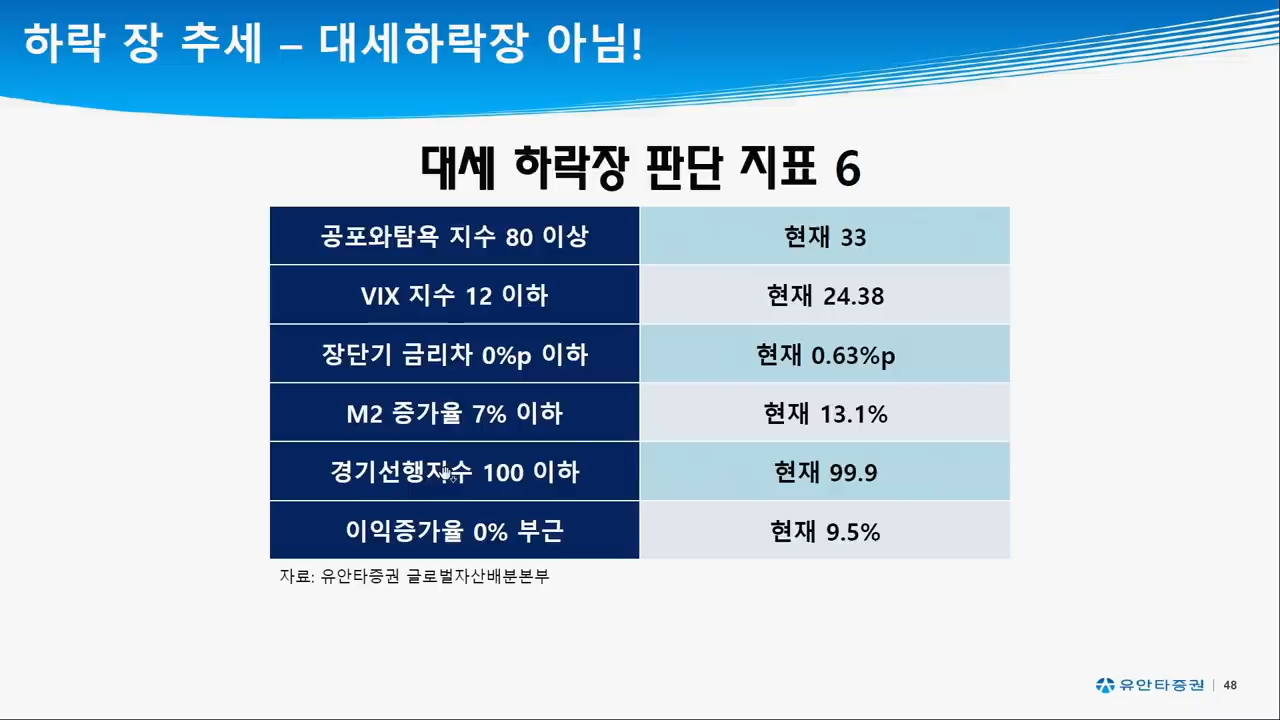 하락 장 추세 – 대세하락장 아님!
대세 하락장 판단 지표 6
공포와탐욕 지수 80 이상 현재 33
VIX 지수 12 이하 현재 24.38
장단기 금리차 0%p 이하 현재 0.63%p
M2 증가율 7% 이하 현재 13.1%
경기선행지수 100 이하 현재 99.9
이익증가율 0% 부근 현재 9.5%
자료: 유안타증권 글로벌자산배분본부
유안타증권 | 48